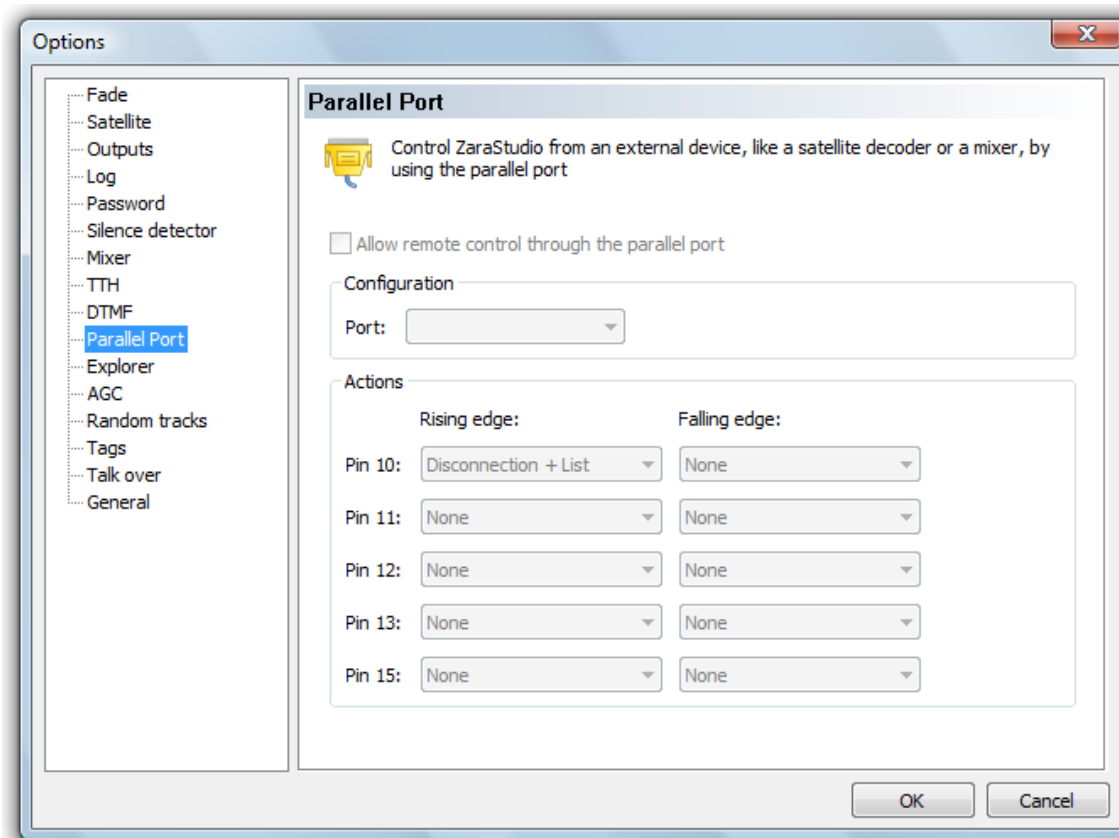 Options
Fade
Satellite
Outputs
Log
Password
Silence detector
Mixer
TTH
DTMF
Parallel Port
Explorer
AGC
Random tracks
Tags
Talk over
General
Parallel Port
Control ZaraStudio from an external device, like a satellite decoder or a mixer, by
using the parallel port
Allow remote control through the parallel port
Configuration
Port:
Actions
Rising edge: Falling edge:
Pin 10: Disconnection + List None
Pin 11: None None
Pin 12: None None
Pin 13: None None
Pin 15: None None
OK Cancel